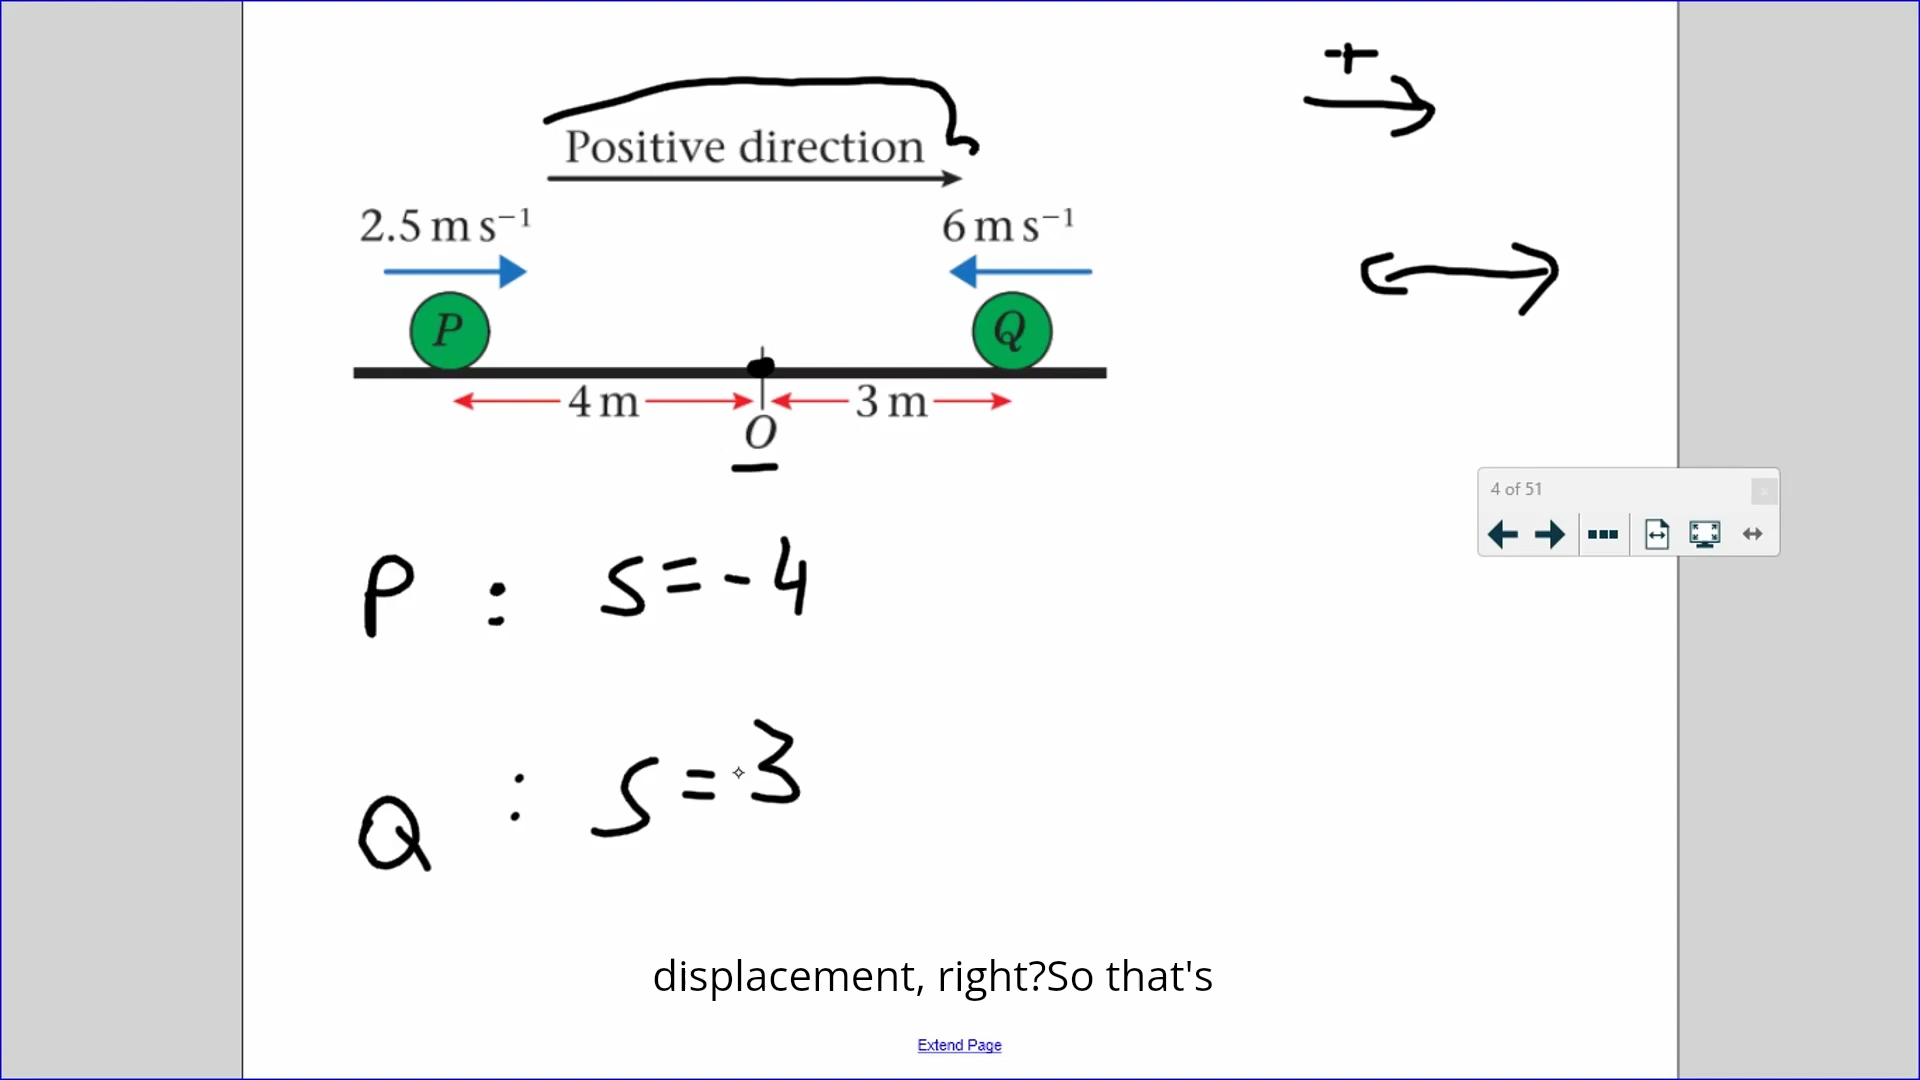 +
Positive direction
2.5 m s⁻¹
6 m s⁻¹
P
Q
4 m
3 m
O
4 of 51
P : s = - 4
Q : s = 3
displacement, right?So that's
Extend Page